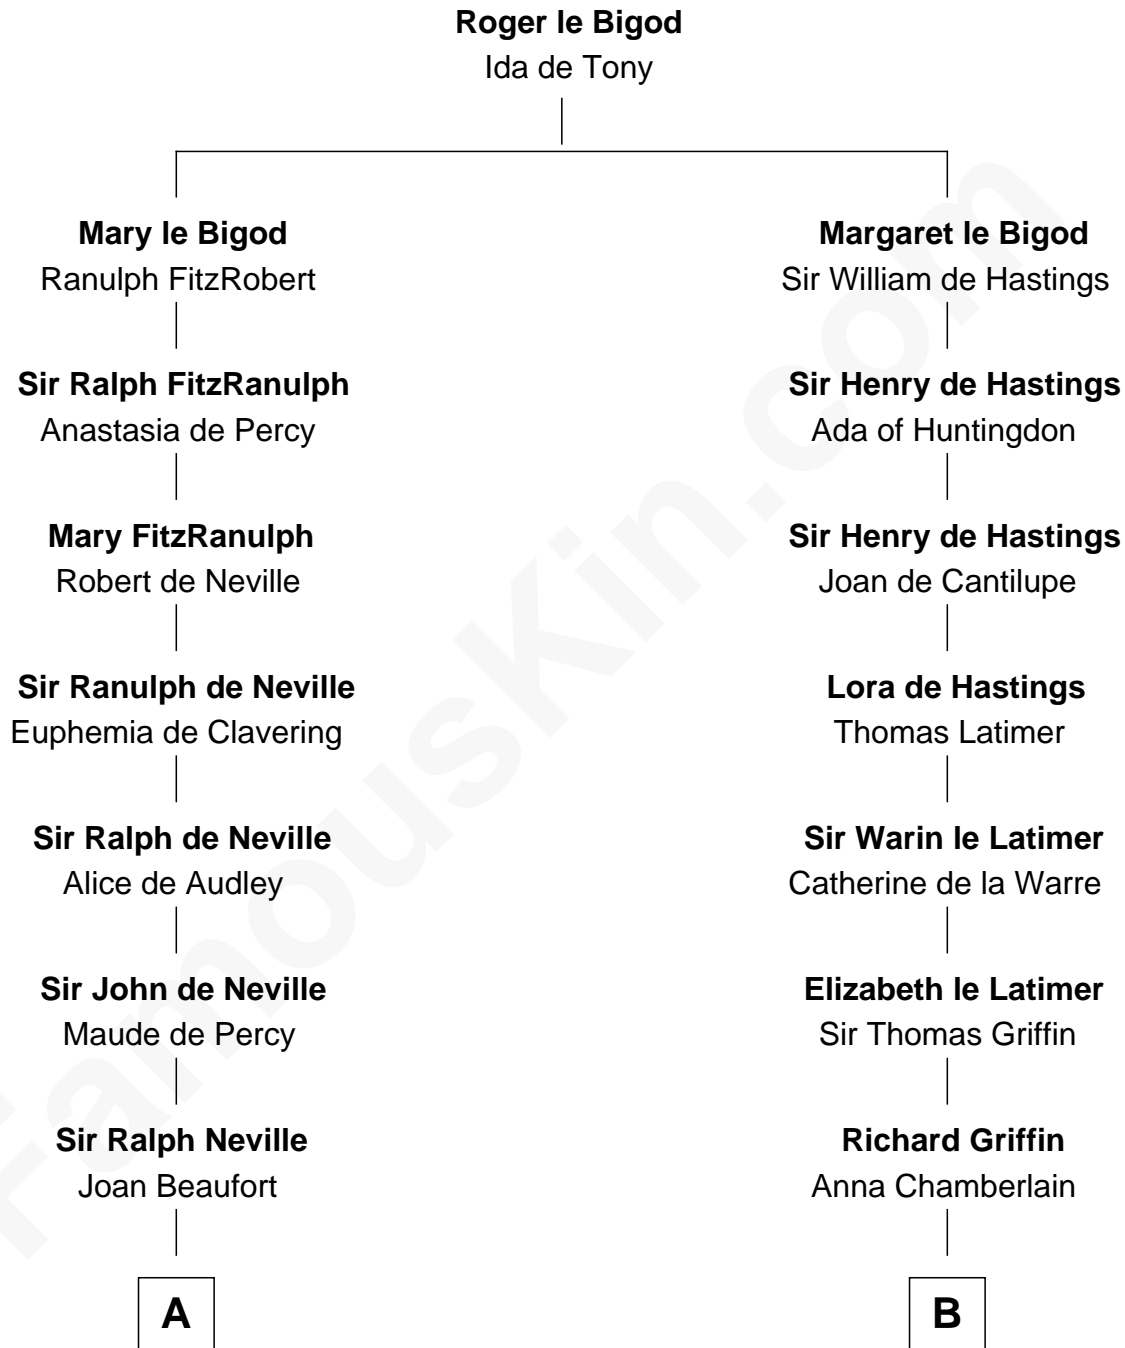 Roger le Bigod
Ida de Tony
Mary le Bigod
Ranulph FitzRobert
Margaret le Bigod
Sir William de Hastings
Sir Ralph FitzRanulph
Anastasia de Percy
Sir Henry de Hastings
Ada of Huntingdon
Mary FitzRanulph
Robert de Neville
Sir Henry de Hastings
Joan de Cantilupe
Sir Ranulph de Neville
Euphemia de Clavering
Lora de Hastings
Thomas Latimer
Sir Ralph de Neville
Alice de Audley
Sir Warin le Latimer
Catherine de la Warre
Sir John de Neville
Maude de Percy
Elizabeth le Latimer
Sir Thomas Griffin
Sir Ralph Neville
Joan Beaufort
Richard Griffin
Anna Chamberlain
A
B
FamousKin.com